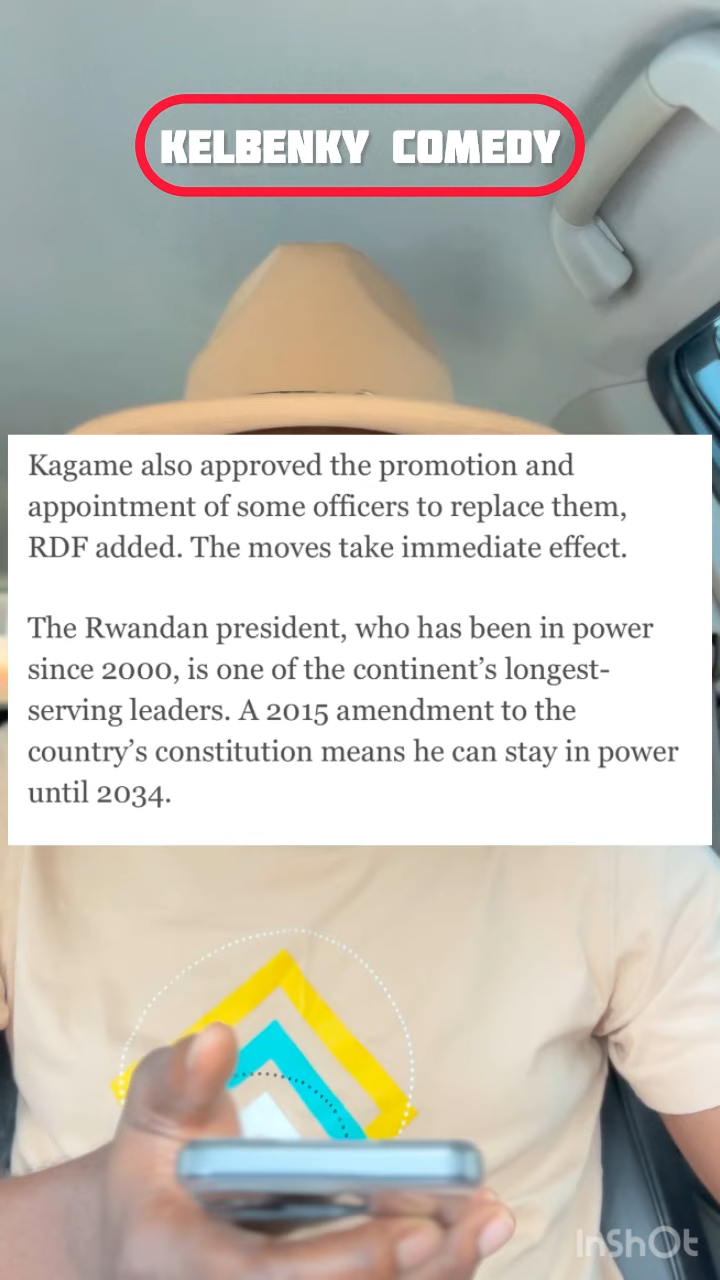 KELBENKY COMEDY
Kagame also approved the promotion and
appointment of some officers to replace them,
RDF added. The moves take immediate effect.
The Rwandan president, who has been in power
since 2000, is one of the continent’s longest-
serving leaders. A 2015 amendment to the
country’s constitution means he can stay in power
until 2034.
InShOt